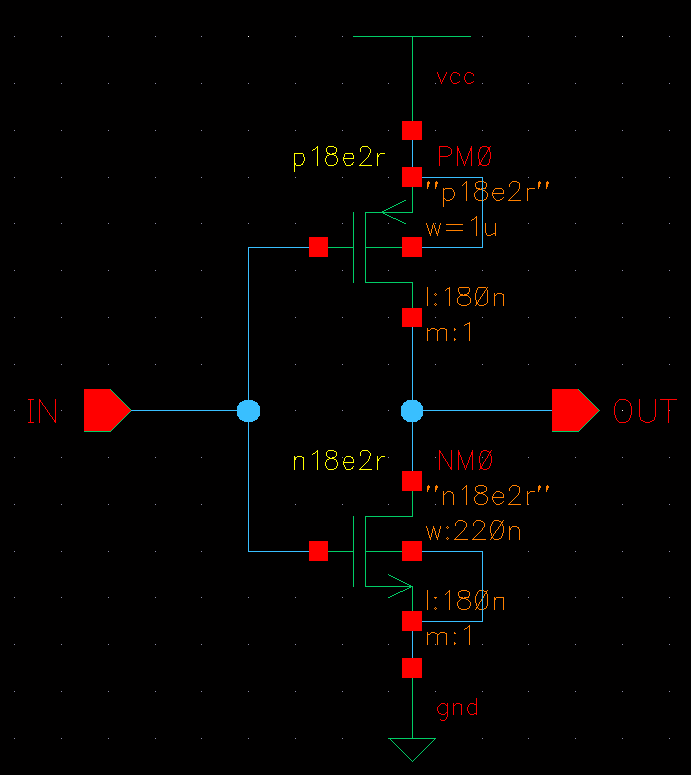 vcc
p18e2r
PM0
"p18e2r"
w=1u
l:180n
m:1
IN
OUT
n18e2r
NM0
"n18e2r"
w:220n
l:180n
m:1
gnd